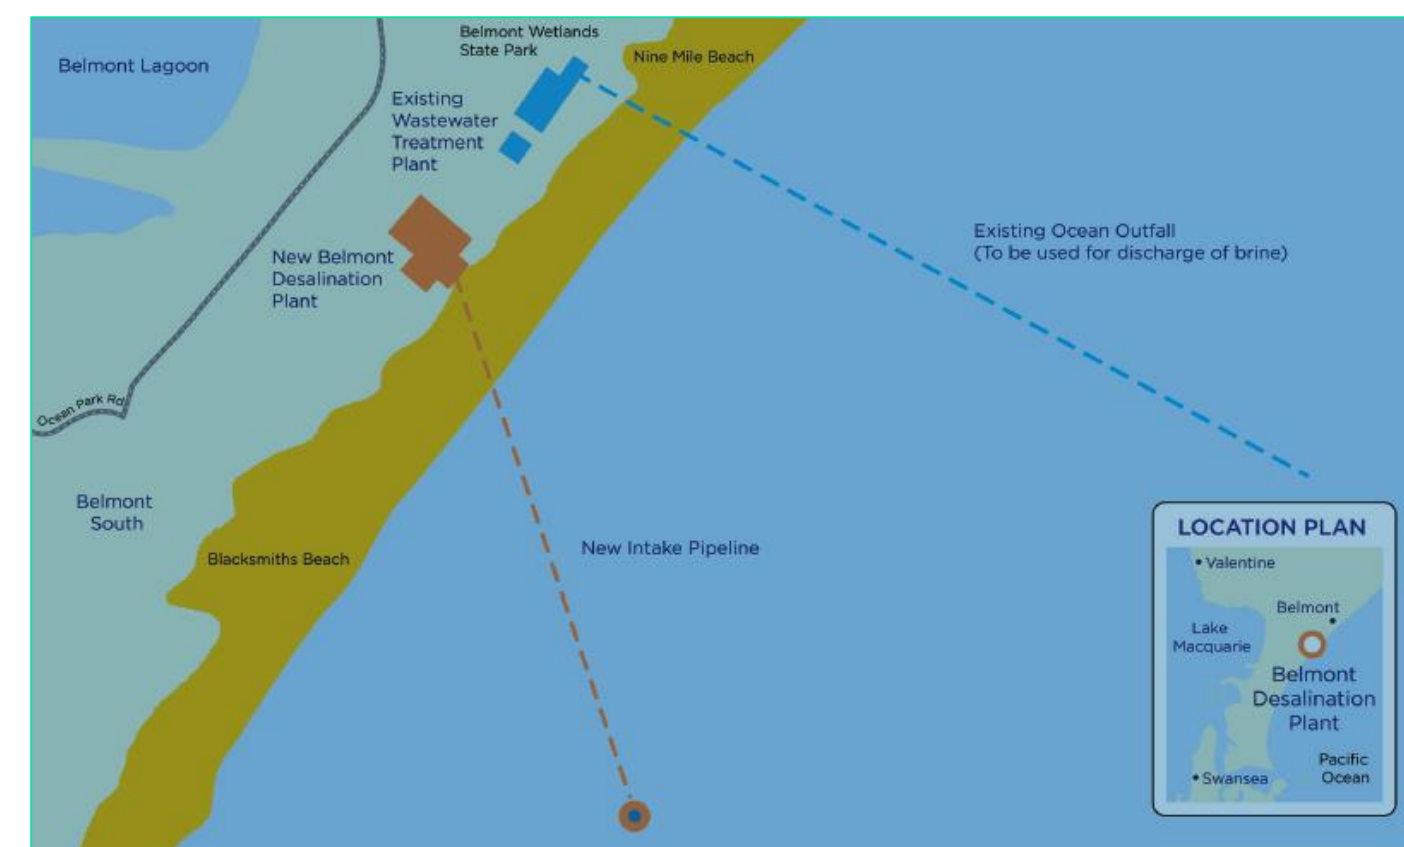 Belmont Wetlands
State Park
Nine Mile Beach
Belmont Lagoon
Existing
Wastewater
Treatment
Plant
Existing Ocean Outfall
(To be used for discharge of brine)
New Belmont
Desalination
Plant
Ocean Park Rd
Belmont
South
Blacksmiths Beach
New Intake Pipeline
LOCATION PLAN
Valentine
Belmont
Lake
Macquarie
Belmont
Desalination
Plant
Pacific
Ocean
Swansea